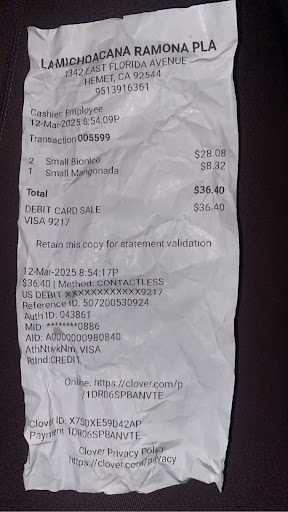 LA MICHOACANA RAMONA PLA
1342 EAST FLORIDA AVENUE
HEMET, CA 92544
9513916361
Cashier: Employee
12-Mar-2025 8:54:09P
Transaction 005599
2 Small Bionico $28.08
1 Small Mangonada $8.32
Total $36.40
DEBIT CARD SALE $36.40
VISA 9217
Retain this copy for statement validation
12-Mar-2025 8:54:17P
$36.40 | Method: CONTACTLESS
US DEBIT XXXXXXXXXXXX9217
Reference ID: 507200530924
Auth ID: 043861
MID: ********0886
AID: A0000000980840
AthNtwkNm: VISA
RtInd:CREDIT
Online: https://clover.com/p
/1DR06SPBANVTE
Clover ID: X7S0XE59D42AP
Payment 1DR06SPBANVTE
Clover Privacy Policy
https://clover.com/privacy